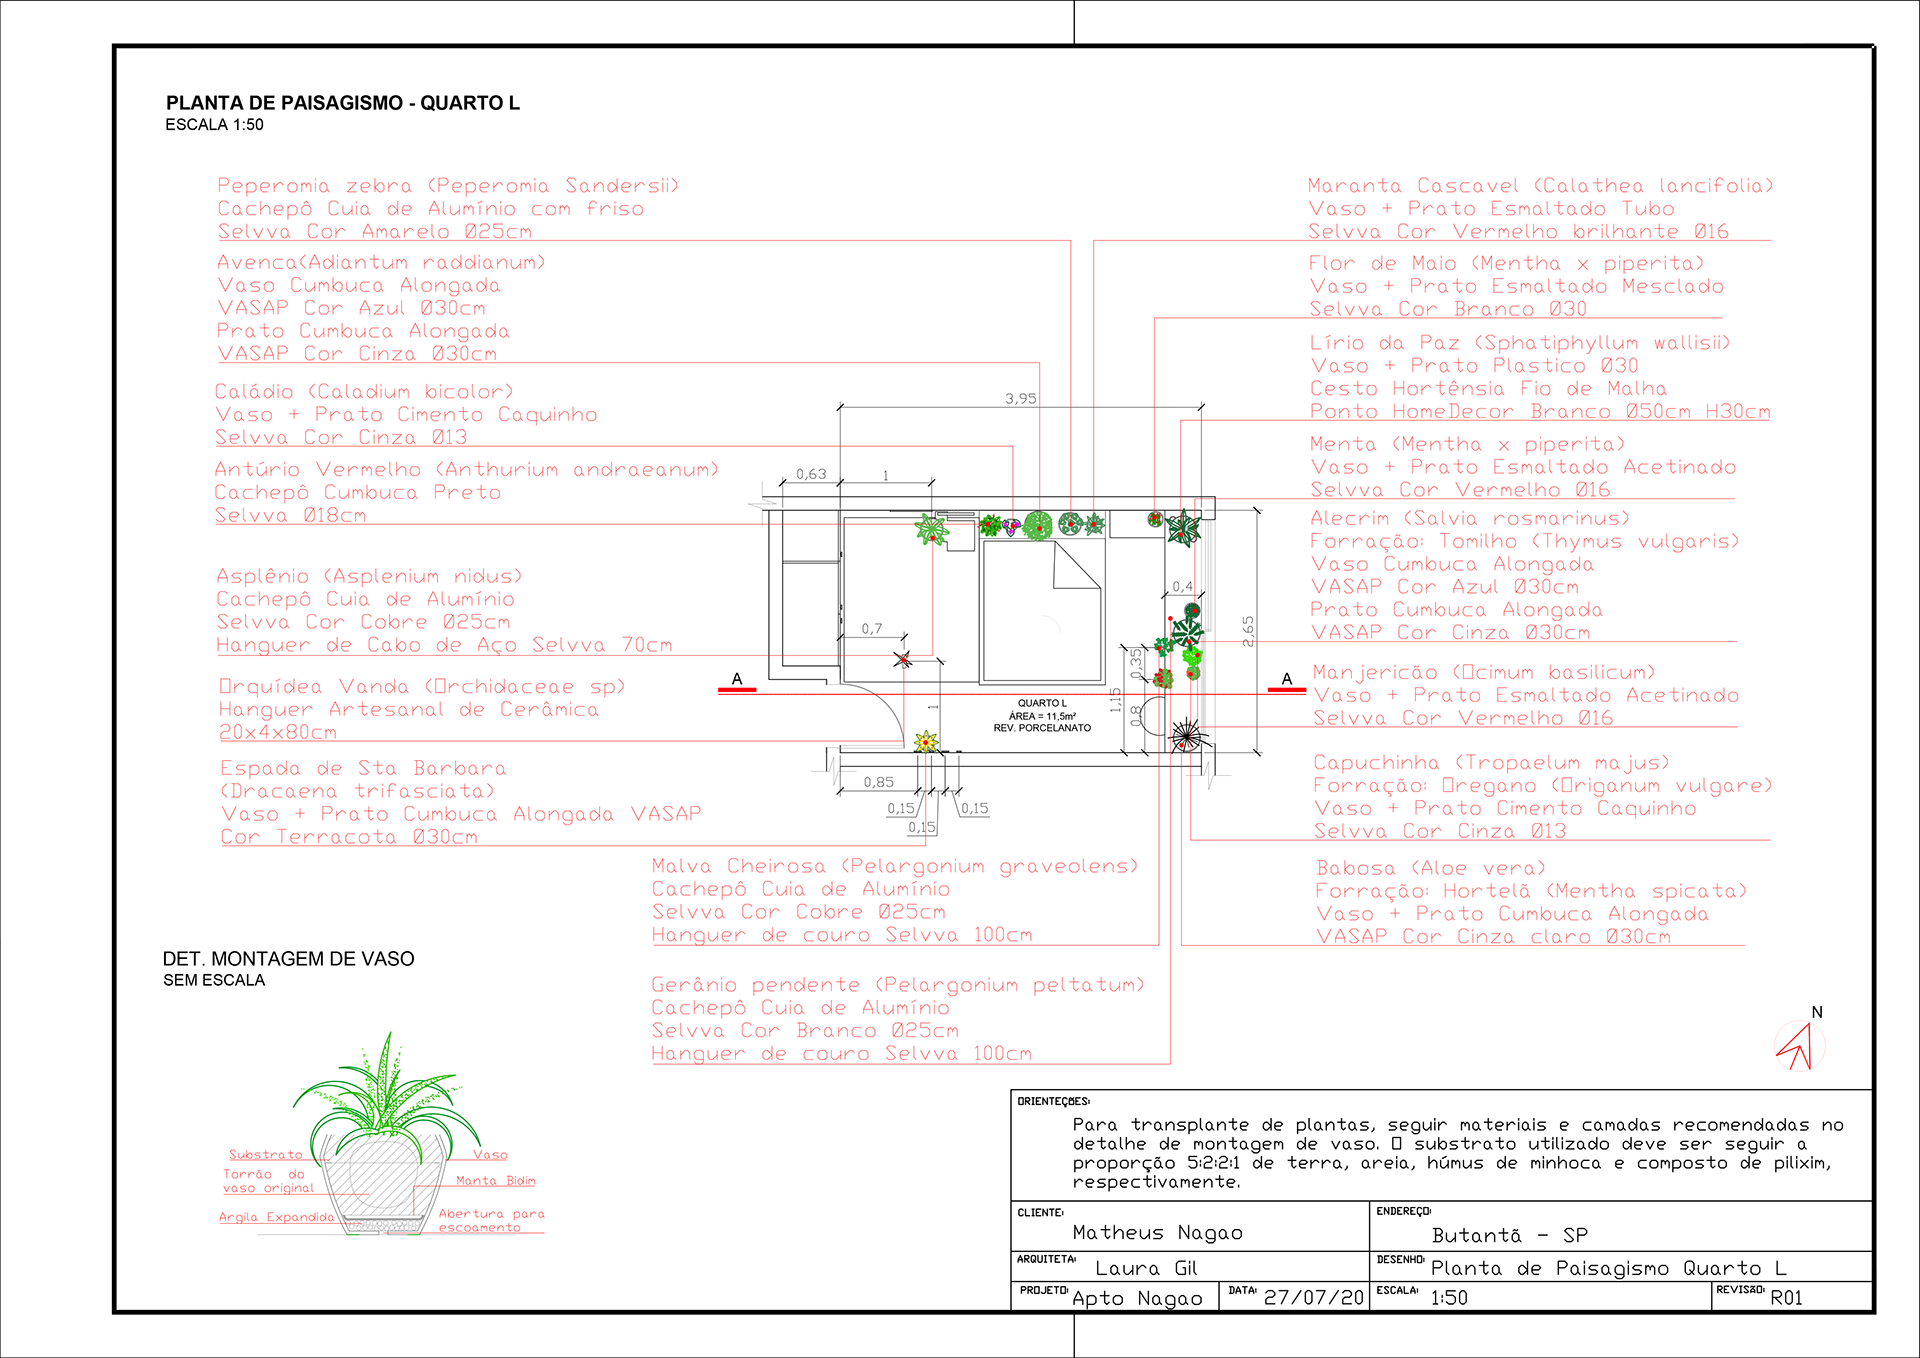 PLANTA DE PAISAGISMO - QUARTO L
ESCALA 1:50
Peperomia zebra (Peperomia Sandersii)
Cachepô Cuia de Alumínio com friso
Selvva Cor Amarelo Ø25cm
Avenca(Adiantum raddianum)
Vaso Cumbuca Alongada
VASAP Cor Azul Ø30cm
Prato Cumbuca Alongada
VASAP Cor Cinza Ø30cm
Caládio (Caladium bicolor)
Vaso + Prato Cimento Caquinho
Selvva Cor Cinza Ø13
Antúrio Vermelho (Anthurium andraeanum)
Cachepô Cumbuca Preto
Selvva Ø18cm
Asplênio (Asplenium nidus)
Cachepô Cuia de Alumínio
Selvva Cor Cobre Ø25cm
Hanguer de Cabo de Aço Selvva 70cm
Orquídea Vanda (Orchidaceae sp)
Hanguer Artesanal de Cerâmica
20x4x80cm
Espada de Sta Barbara
(Dracaena trifasciata)
Vaso + Prato Cumbuca Alongada VASAP
Cor Terracota Ø30cm
Maranta Cascavel (Calathea lancifolia)
Vaso + Prato Esmaltado Tubo
Selvva Cor Vermelho brilhante Ø16
Flor de Maio (Mentha x piperita)
Vaso + Prato Esmaltado Mesclado
Selvva Cor Branco Ø30
Lírio da Paz (Sphatiphyllum wallisii)
Vaso + Prato Plastico Ø30
Cesto Hortênsia Fio de Malha
Ponto HomeDecor Branco Ø50cm H30cm
Menta (Mentha x piperita)
Vaso + Prato Esmaltado Acetinado
Selvva Cor Vermelho Ø16
Alecrim (Salvia rosmarinus)
Forração: Tomilho (Thymus vulgaris)
Vaso Cumbuca Alongada
VASAP Cor Azul Ø30cm
Prato Cumbuca Alongada
VASAP Cor Cinza Ø30cm
Manjericão (Ocimum basilicum)
Vaso + Prato Esmaltado Acetinado
Selvva Cor Vermelho Ø16
Capuchinha (Tropaelum majus)
Forração: Oregano (Origanum vulgare)
Vaso + Prato Cimento Caquinho
Selvva Cor Cinza Ø13
Babosa (Aloe vera)
Forração: Hortelã (Mentha spicata)
Vaso + Prato Cumbuca Alongada
VASAP Cor Cinza claro Ø30cm
Malva Cheirosa (Pelargonium graveolens)
Cachepô Cuia de Alumínio
Selvva Cor Cobre Ø25cm
Hanguer de couro Selvva 100cm
Gerânio pendente (Pelargonium peltatum)
Cachepô Cuia de Alumínio
Selvva Cor Branco Ø25cm
Hanguer de couro Selvva 100cm
3,95
0,63
1
0,4
0,7
2,65
0,35
1,15
0,8
1
A
A
QUARTO L
ÁREA = 11,5m²
REV. PORCELANATO
0,85
0,15
0,15
0,15
DET. MONTAGEM DE VASO
SEM ESCALA
Substrato
Torrão do
vaso original
Argila Expandida
Vaso
Manta Bidim
Abertura para
escoamento
N
ORIENTEÇÕES:
Para transplante de plantas, seguir materiais e camadas recomendadas no
detalhe de montagem de vaso. O substrato utilizado deve ser seguir a
proporção 5:2:2:1 de terra, areia, húmus de minhoca e composto de pilixim,
respectivamente.
CLIENTE:
Matheus Nagao
ENDEREÇO:
Butantã - SP
ARQUITETA:
Laura Gil
DESENHO:
Planta de Paisagismo Quarto L
PROJETO:
Apto Nagao
DATA:
27/07/20
ESCALA:
1:50
REVISÃO:
R01